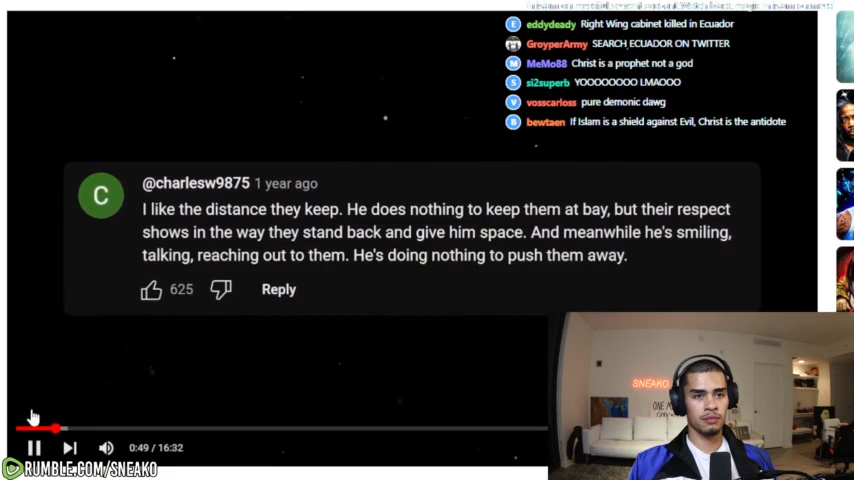 eddydeady Right Wing cabinet killed in Ecuador
GroyperArmy SEARCH ECUADOR ON TWITTER
MeMo88 Christ is a prophet not a god
si2superb YOOOOOOOO LMAOOO
vosscarloss pure demonic dawg
bewtaen If Islam is a shield against Evil, Christ is the antidote
C
@charlesw9875 1 year ago
I like the distance they keep. He does nothing to keep them at bay, but their respect
shows in the way they stand back and give him space. And meanwhile he's smiling,
talking, reaching out to them. He's doing nothing to push them away.
625 Reply
SNEAKO
0:49 / 16:32
RUMBLE.COM/SNEAKO